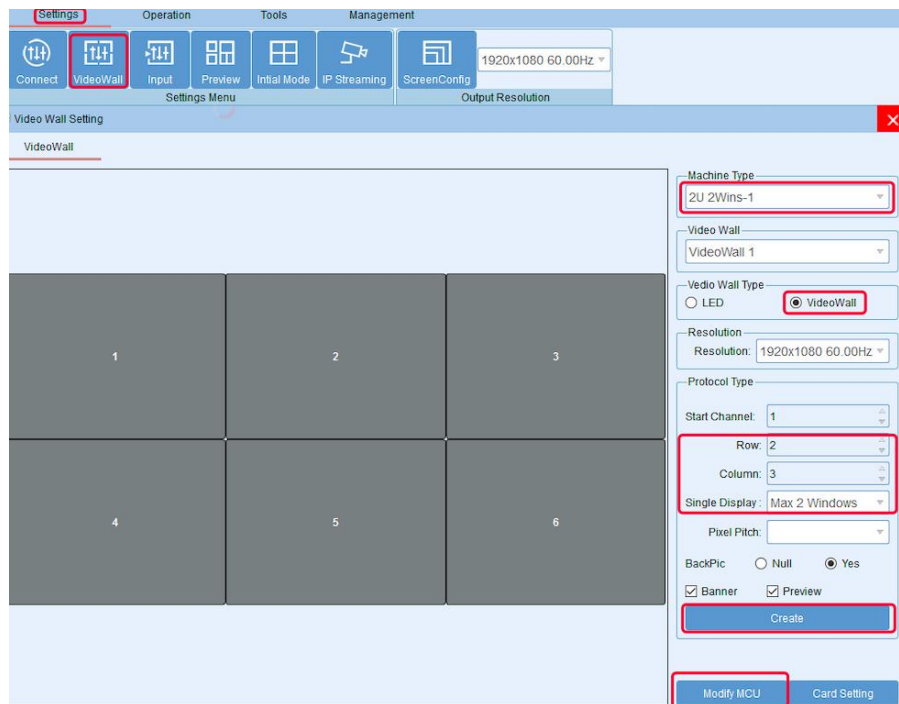 Settings Operation Tools Management
Connect VideoWall Input Preview Intial Mode IP Streaming ScreenConfig 1920x1080 60.00Hz
Settings Menu Output Resolution
Video Wall Setting
VideoWall
Machine Type
2U 2Wins-1
Video Wall
VideoWall 1
Vedio Wall Type
LED VideoWall
Resolution
Resolution: 1920x1080 60.00Hz
Protocol Type
Start Channel: 1
Row: 2
Column: 3
Single Display : Max 2 Windows
Pixel Pitch:
BackPic Null Yes
Banner Preview
Create
Modify MCU Card Setting
1 2 3
4 5 6